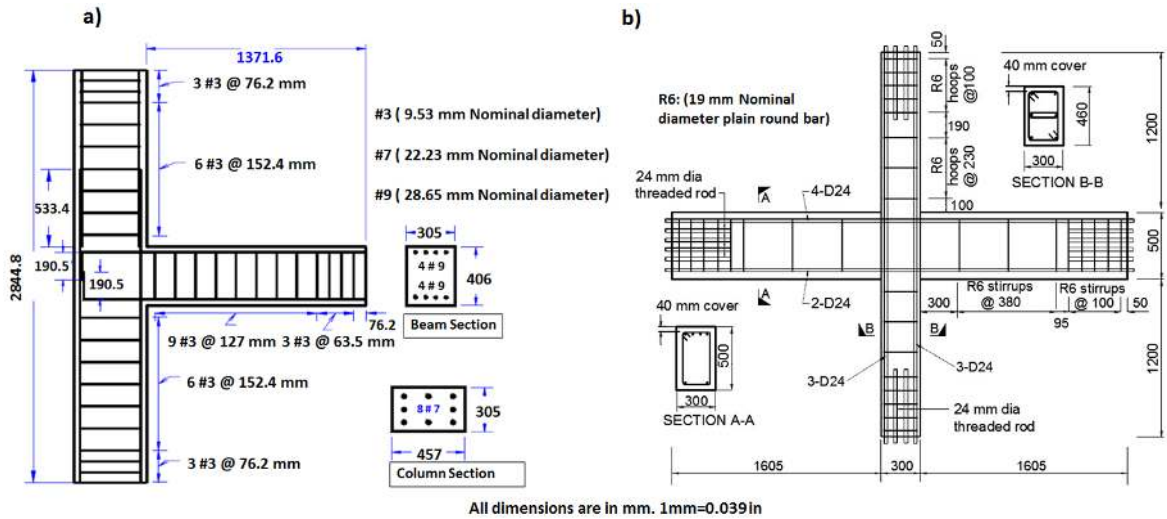 a)
1371.6
3 #3 @ 76.2 mm
6 #3 @ 152.4 mm
533.4
190.5
190.5
2844.8
9 #3 @ 127 mm 3 #3 @ 63.5 mm
76.2
6 #3 @ 152.4 mm
3 #3 @ 76.2 mm
#3 ( 9.53 mm Nominal diameter)
#7 ( 22.23 mm Nominal diameter)
#9 ( 28.65 mm Nominal diameter)
305
4 # 9
4 # 9
406
Beam Section
8#7
305
457
Column Section
b)
R6: (19 mm Nominal
diameter plain round bar)
24 mm dia
threaded rod
A
4-D24
2-D24
A
40 mm cover
500
300
SECTION A-A
B
B
3-D24
3-D24
24 mm dia
threaded rod
50
R6
hoops
@100
190
R6
hoops
@ 230
100
40 mm cover
460
300
SECTION B-B
1200
500
1200
300
R6 stirrups
@ 380
R6 stirrups
@ 100
50
95
1605
300
1605
All dimensions are in mm. 1mm=0.039in